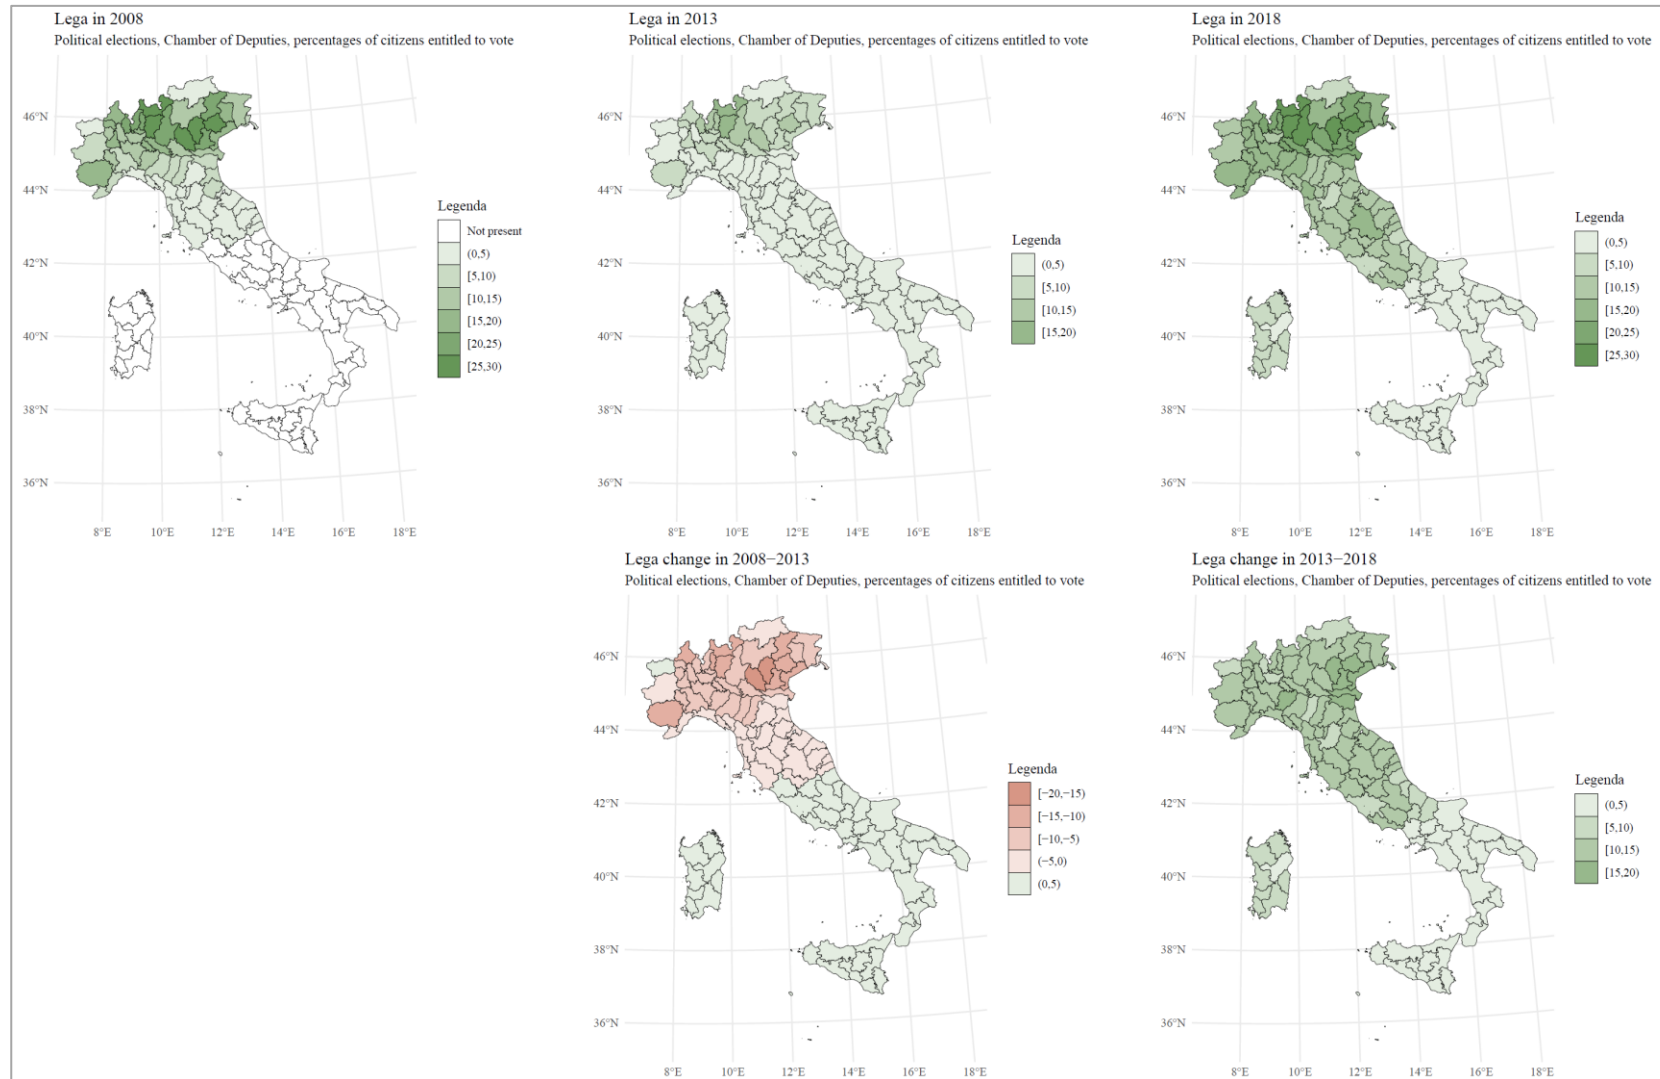 Lega in 2008
Political elections, Chamber of Deputies, percentages of citizens entitled to vote
46°N
44°N
42°N
40°N
38°N
36°N
8°E 10°E 12°E 14°E 16°E 18°E
Legenda
Not present
(0,5)
[5,10)
[10,15)
[15,20)
[20,25)
[25,30)
Lega in 2013
Political elections, Chamber of Deputies, percentages of citizens entitled to vote
46°N
44°N
42°N
40°N
38°N
36°N
8°E 10°E 12°E 14°E 16°E 18°E
Legenda
(0,5)
[5,10)
[10,15)
[15,20)
Lega in 2018
Political elections, Chamber of Deputies, percentages of citizens entitled to vote
46°N
44°N
42°N
40°N
38°N
36°N
8°E 10°E 12°E 14°E 16°E 18°E
Legenda
(0,5)
[5,10)
[10,15)
[15,20)
[20,25)
[25,30)
Lega change in 2008−2013
Political elections, Chamber of Deputies, percentages of citizens entitled to vote
46°N
44°N
42°N
40°N
38°N
36°N
8°E 10°E 12°E 14°E 16°E 18°E
Legenda
[−20,−15)
[−15,−10)
[−10,−5)
(−5,0)
(0,5)
Lega change in 2013−2018
Political elections, Chamber of Deputies, percentages of citizens entitled to vote
46°N
44°N
42°N
40°N
38°N
36°N
8°E 10°E 12°E 14°E 16°E 18°E
Legenda
(0,5)
[5,10)
[10,15)
[15,20)